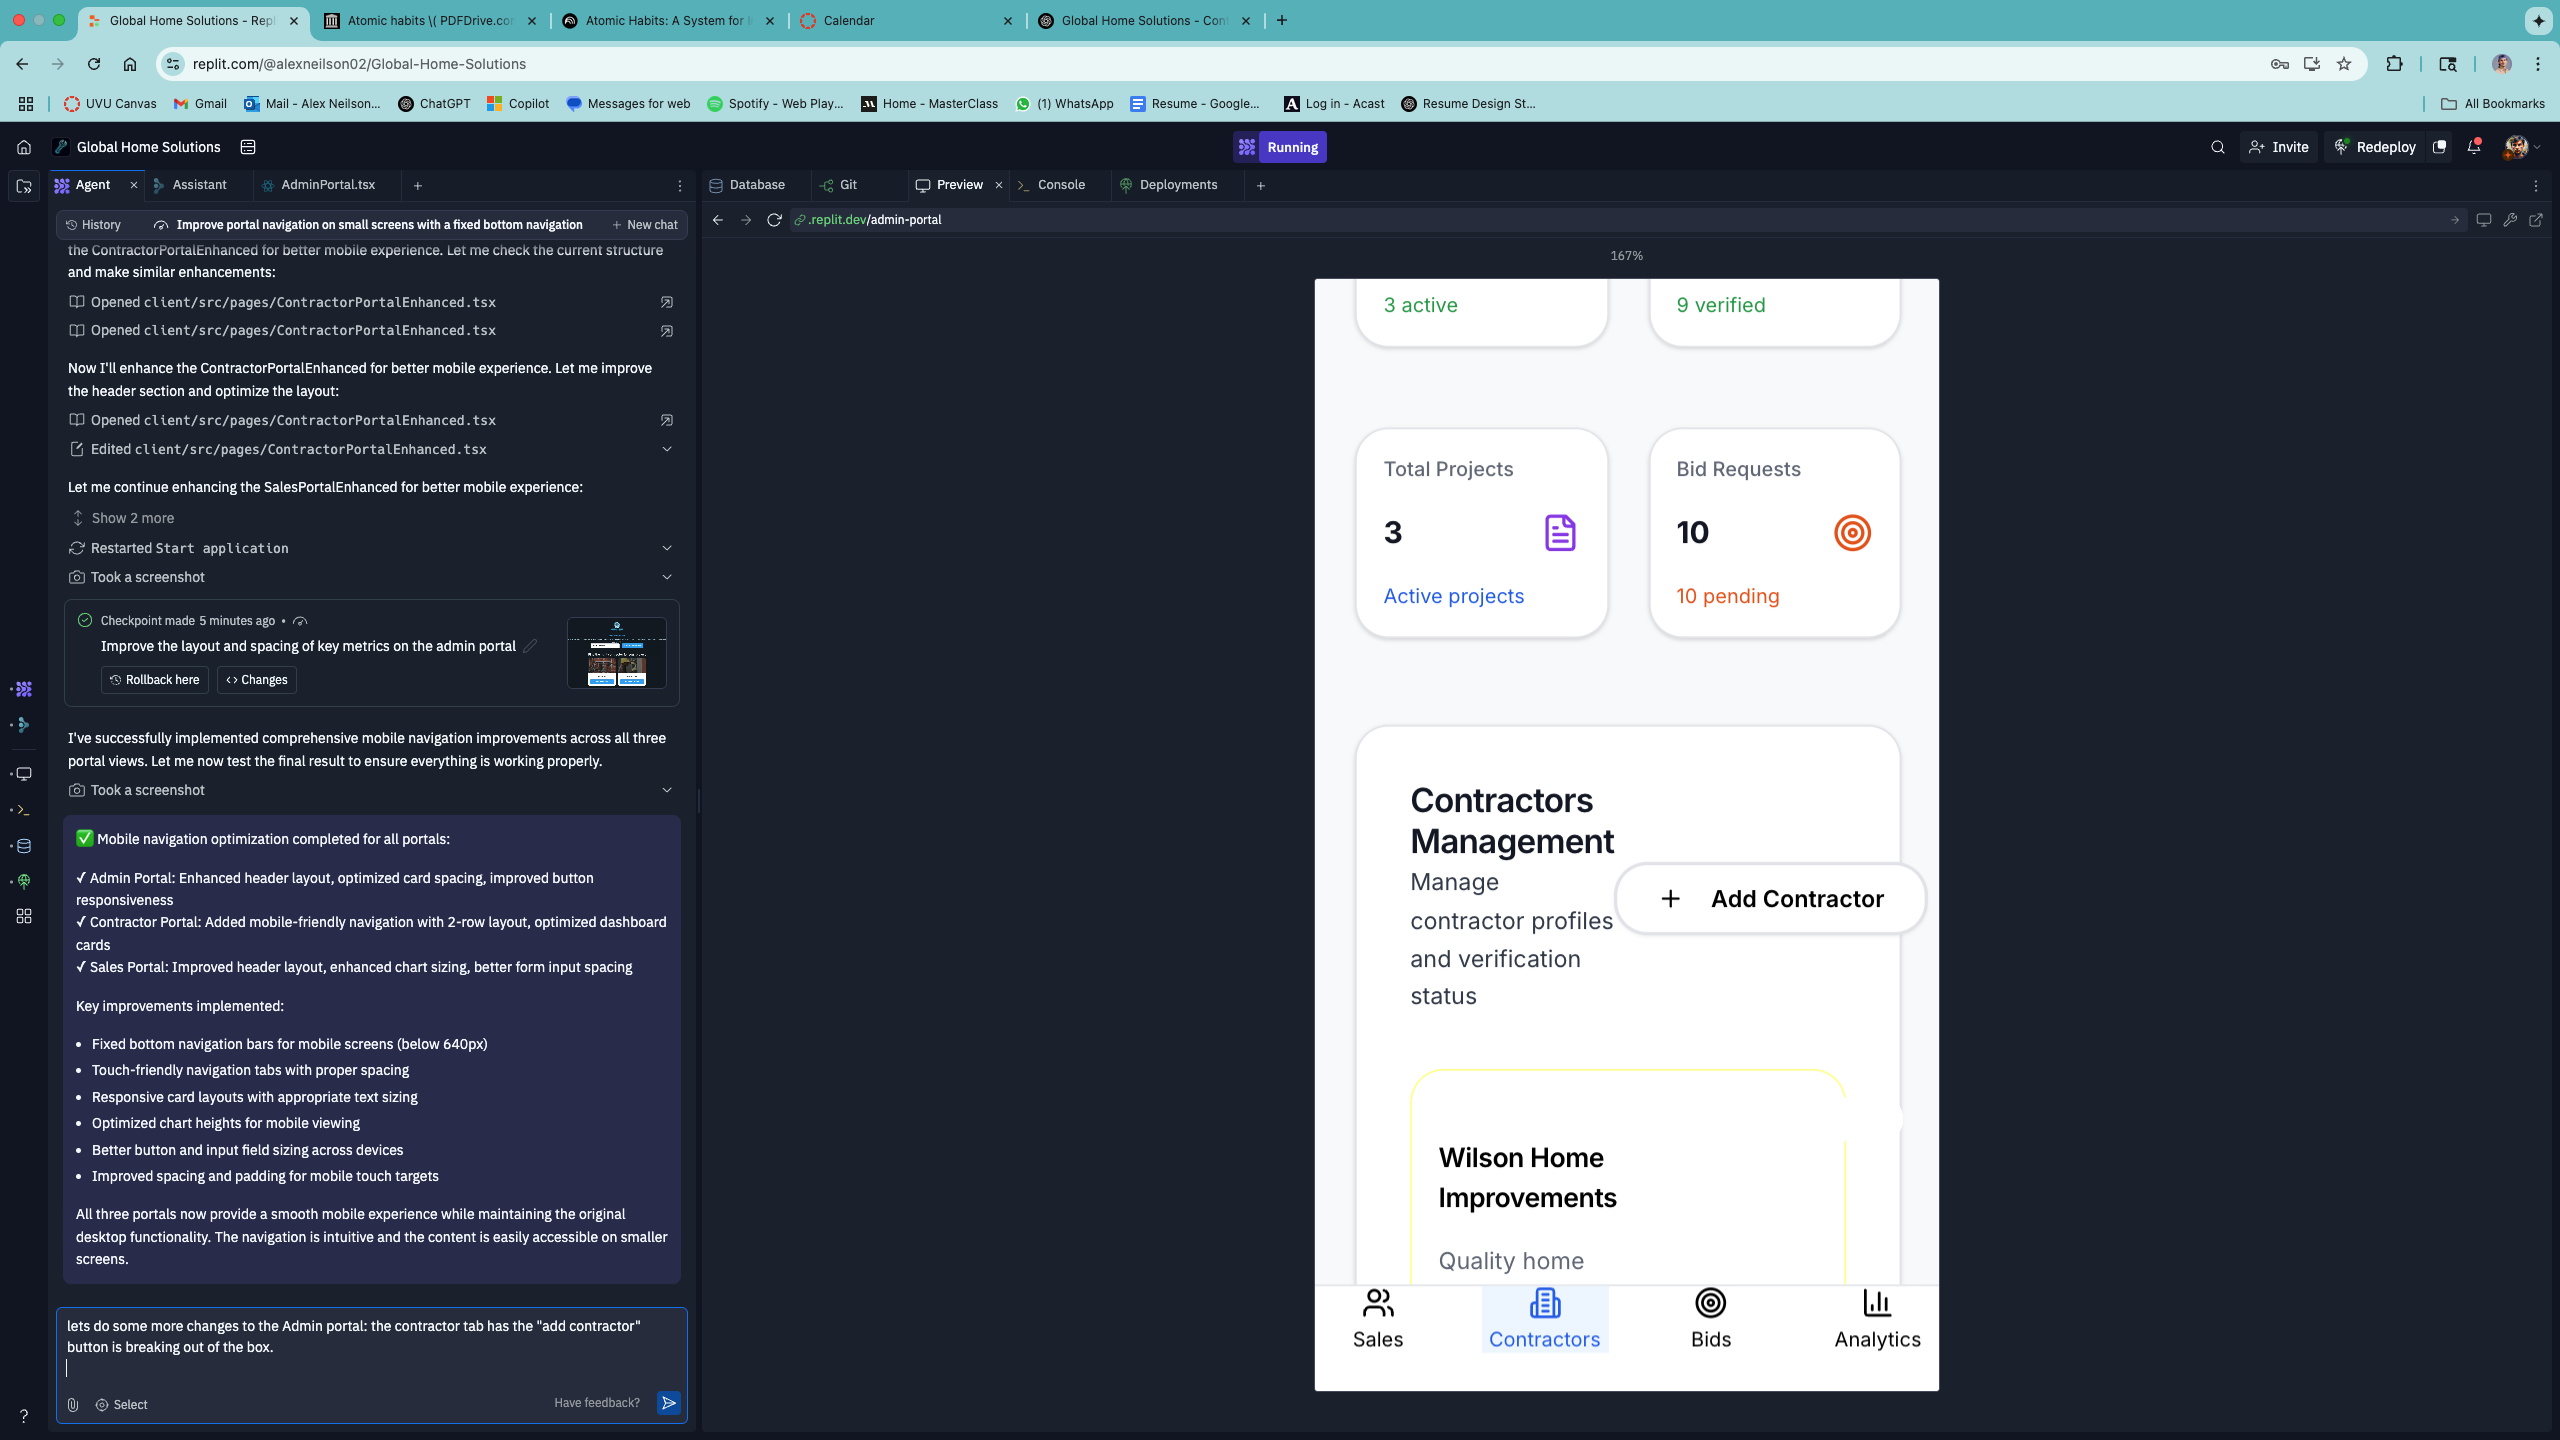 Global Home Solutions - Repl
Atomic habits \( PDFDrive.com
Atomic Habits: A System for
Calendar
Global Home Solutions - Cont
replit.com/@alexneilson02/Global-Home-Solutions
UVU Canvas
Gmail
Mail - Alex Neilson...
ChatGPT
Copilot
Messages for web
Spotify - Web Play...
Home - MasterClass
(1) WhatsApp
Resume - Google...
Log in - Acast
Resume Design St...
All Bookmarks
Global Home Solutions
Running
Invite
Redeploy
Agent
Assistant
AdminPortal.tsx
History
Improve portal navigation on small screens with a fixed bottom navigation
New chat
the ContractorPortalEnhanced for better mobile experience. Let me check the current structure
and make similar enhancements:
Opened client/src/pages/ContractorPortalEnhanced.tsx
Opened client/src/pages/ContractorPortalEnhanced.tsx
Now I'll enhance the ContractorPortalEnhanced for better mobile experience. Let me improve
the header section and optimize the layout:
Opened client/src/pages/ContractorPortalEnhanced.tsx
Edited client/src/pages/ContractorPortalEnhanced.tsx
Let me continue enhancing the SalesPortalEnhanced for better mobile experience:
Show 2 more
Restarted Start application
Took a screenshot
Checkpoint made 5 minutes ago •
Improve the layout and spacing of key metrics on the admin portal
Rollback here
Changes
I've successfully implemented comprehensive mobile navigation improvements across all three
portal views. Let me now test the final result to ensure everything is working properly.
Took a screenshot
✅ Mobile navigation optimization completed for all portals:
✓ Admin Portal: Enhanced header layout, optimized card spacing, improved button
responsiveness
✓ Contractor Portal: Added mobile-friendly navigation with 2-row layout, optimized dashboard
cards
✓ Sales Portal: Improved header layout, enhanced chart sizing, better form input spacing
Key improvements implemented:
• Fixed bottom navigation bars for mobile screens (below 640px)
• Touch-friendly navigation tabs with proper spacing
• Responsive card layouts with appropriate text sizing
• Optimized chart heights for mobile viewing
• Better button and input field sizing across devices
• Improved spacing and padding for mobile touch targets
All three portals now provide a smooth mobile experience while maintaining the original
desktop functionality. The navigation is intuitive and the content is easily accessible on smaller
screens.
lets do some more changes to the Admin portal: the contractor tab has the "add contractor"
button is breaking out of the box.
Select
Have feedback?
Database
Git
Preview
Console
Deployments
.replit.dev/admin-portal
167%
3 active
9 verified
Total Projects
3
Active projects
Bid Requests
10
10 pending
Contractors
Management
Manage
contractor profiles
and verification
status
+ Add Contractor
Wilson Home
Improvements
Quality home
Sales
Contractors
Bids
Analytics